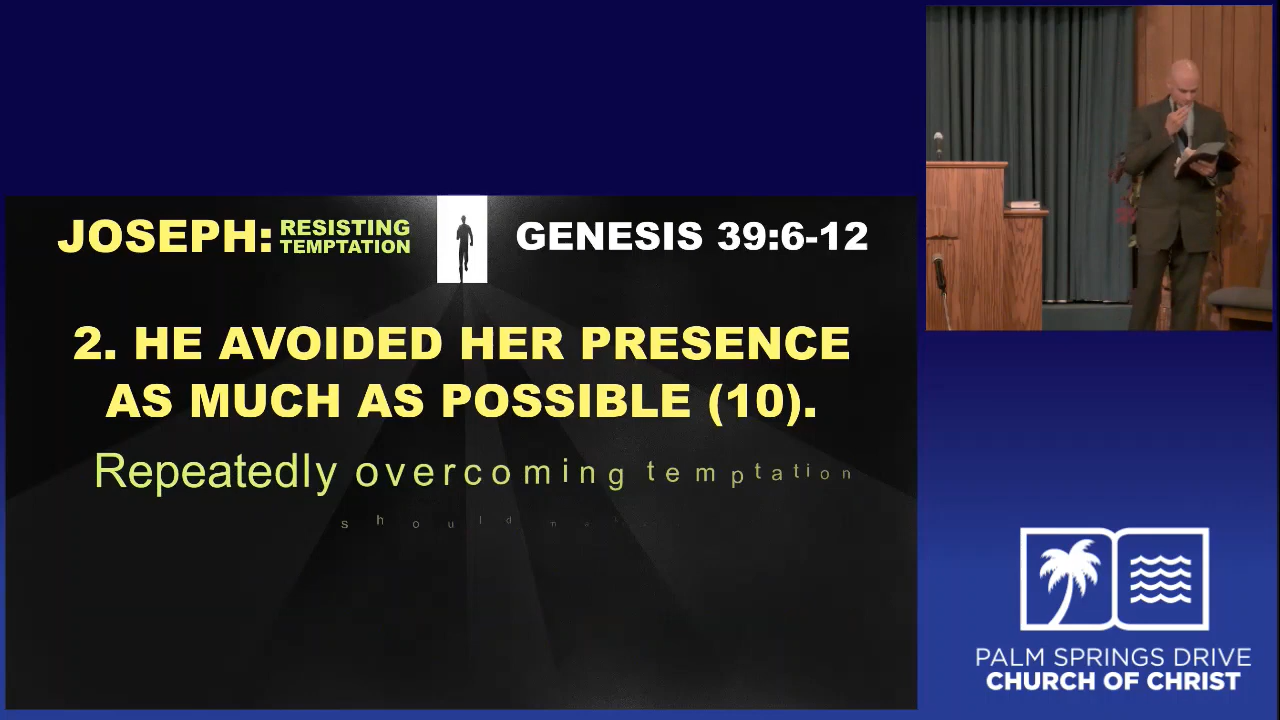 JOSEPH: RESISTING TEMPTATION GENESIS 39:6-12
2. HE AVOIDED HER PRESENCE
AS MUCH AS POSSIBLE (10).
Repeatedly overcoming temptation
should
PALM SPRINGS DRIVE
CHURCH OF CHRIST